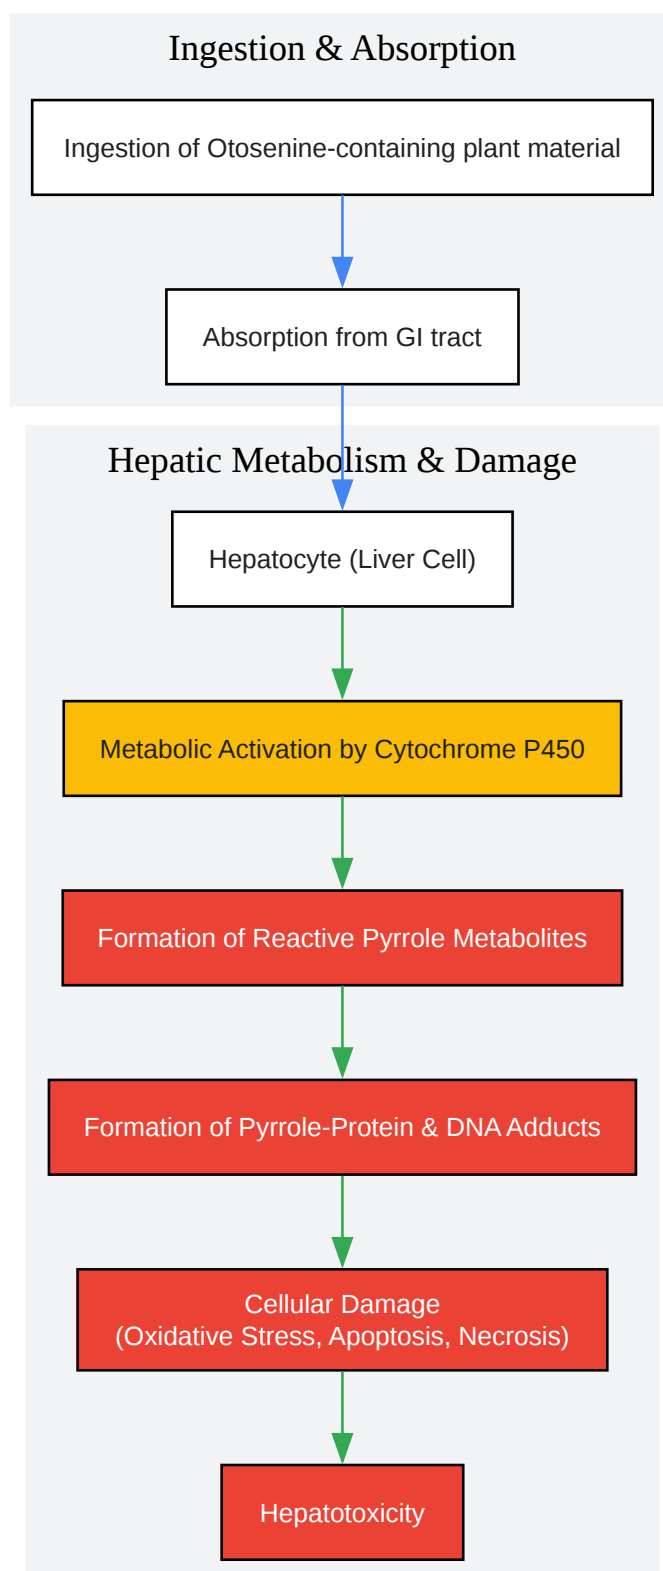 Ingestion & Absorption
Ingestion of Otosenine-containing plant material
Absorption from GI tract
Hepatic Metabolism & Damage
Hepatocyte (Liver Cell)
Metabolic Activation by Cytochrome P450
Formation of Reactive Pyrrole Metabolites
Formation of Pyrrole-Protein & DNA Adducts
Cellular Damage
(Oxidative Stress, Apoptosis, Necrosis)
Hepatotoxicity